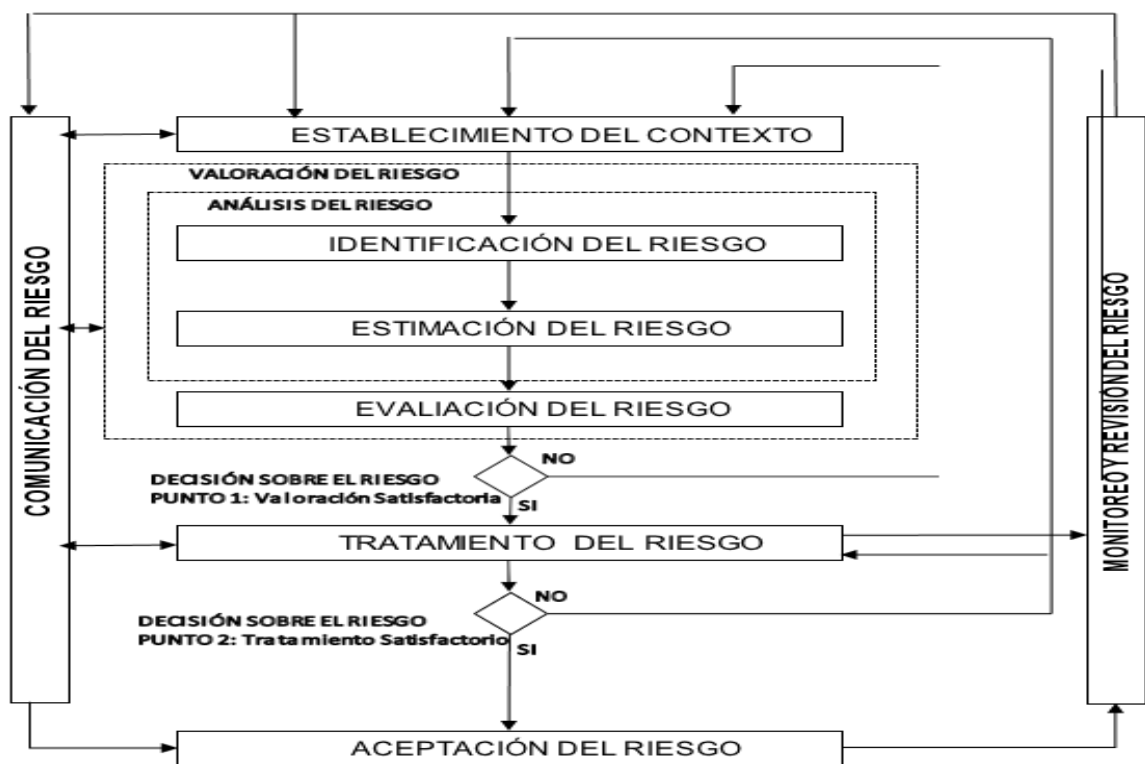 ESTABLECIMIENTO DEL CONTEXTO
VALORACIÓN DEL RIESGO
ANÁLISIS DEL RIESGO
IDENTIFICACIÓN DEL RIESGO
ESTIMACIÓN DEL RIESGO
EVALIACIÓN DEL RIESGO
NO
DECISIÓN SOBRE EL RIESGO
PUNTO 1: Valoración Satisfactoria
SI
TRATAMIENTO DEL RIESGO
NO
DECISIÓN SOBRE EL RIESGO
PUNTO 2: Tratamiento Satisfactorio
SI
ACEPTACIÓN DEL RIESGO
COMUNICACIÓN DEL RIESGO
MONITOREO Y REVISIÓN DEL RIESGO